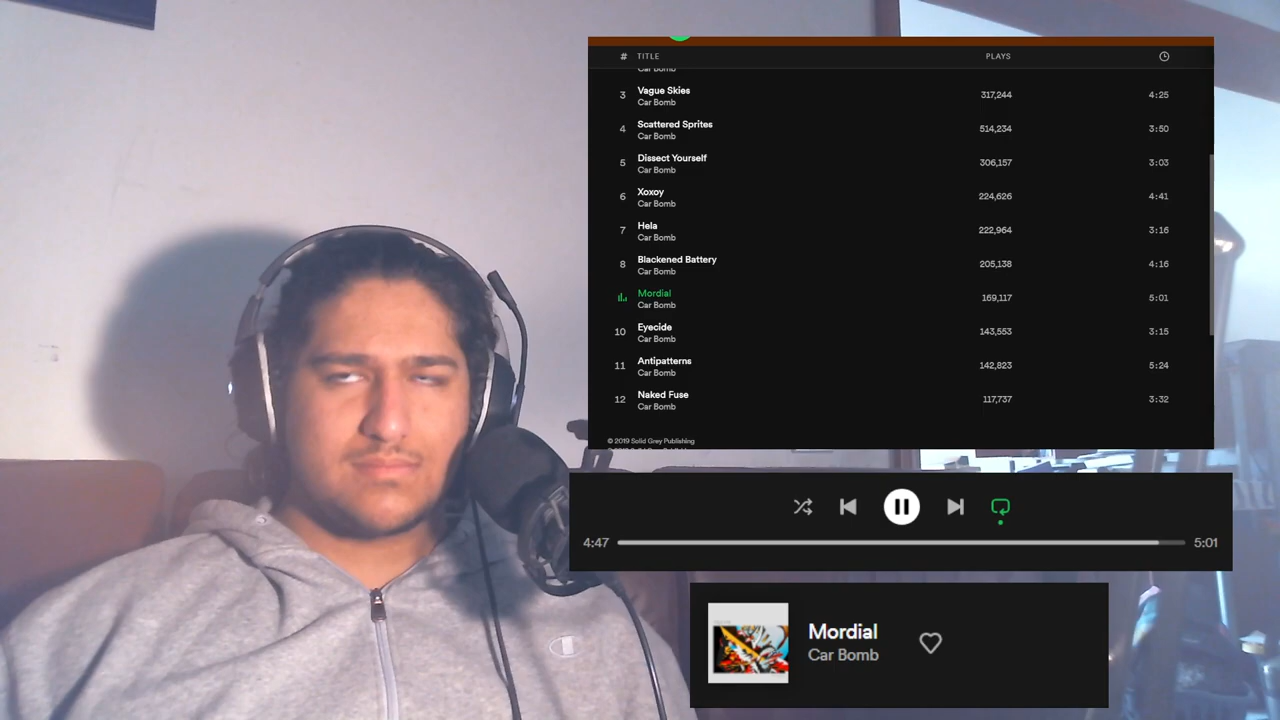 # TITLE PLAYS
Car Bomb
3 Vague Skies 317,244 4:25
Car Bomb
4 Scattered Sprites 514,234 3:50
Car Bomb
5 Dissect Yourself 306,157 3:03
Car Bomb
6 Xoxoy 224,626 4:41
Car Bomb
7 Hela 222,964 3:16
Car Bomb
8 Blackened Battery 205,138 4:16
Car Bomb
Mordial 169,117 5:01
Car Bomb
10 Eyecide 143,553 3:15
Car Bomb
11 Antipatterns 142,823 5:24
Car Bomb
12 Naked Fuse 117,737 3:32
Car Bomb
© 2019 Solid Grey Publishing
4:47 5:01
Mordial
Car Bomb